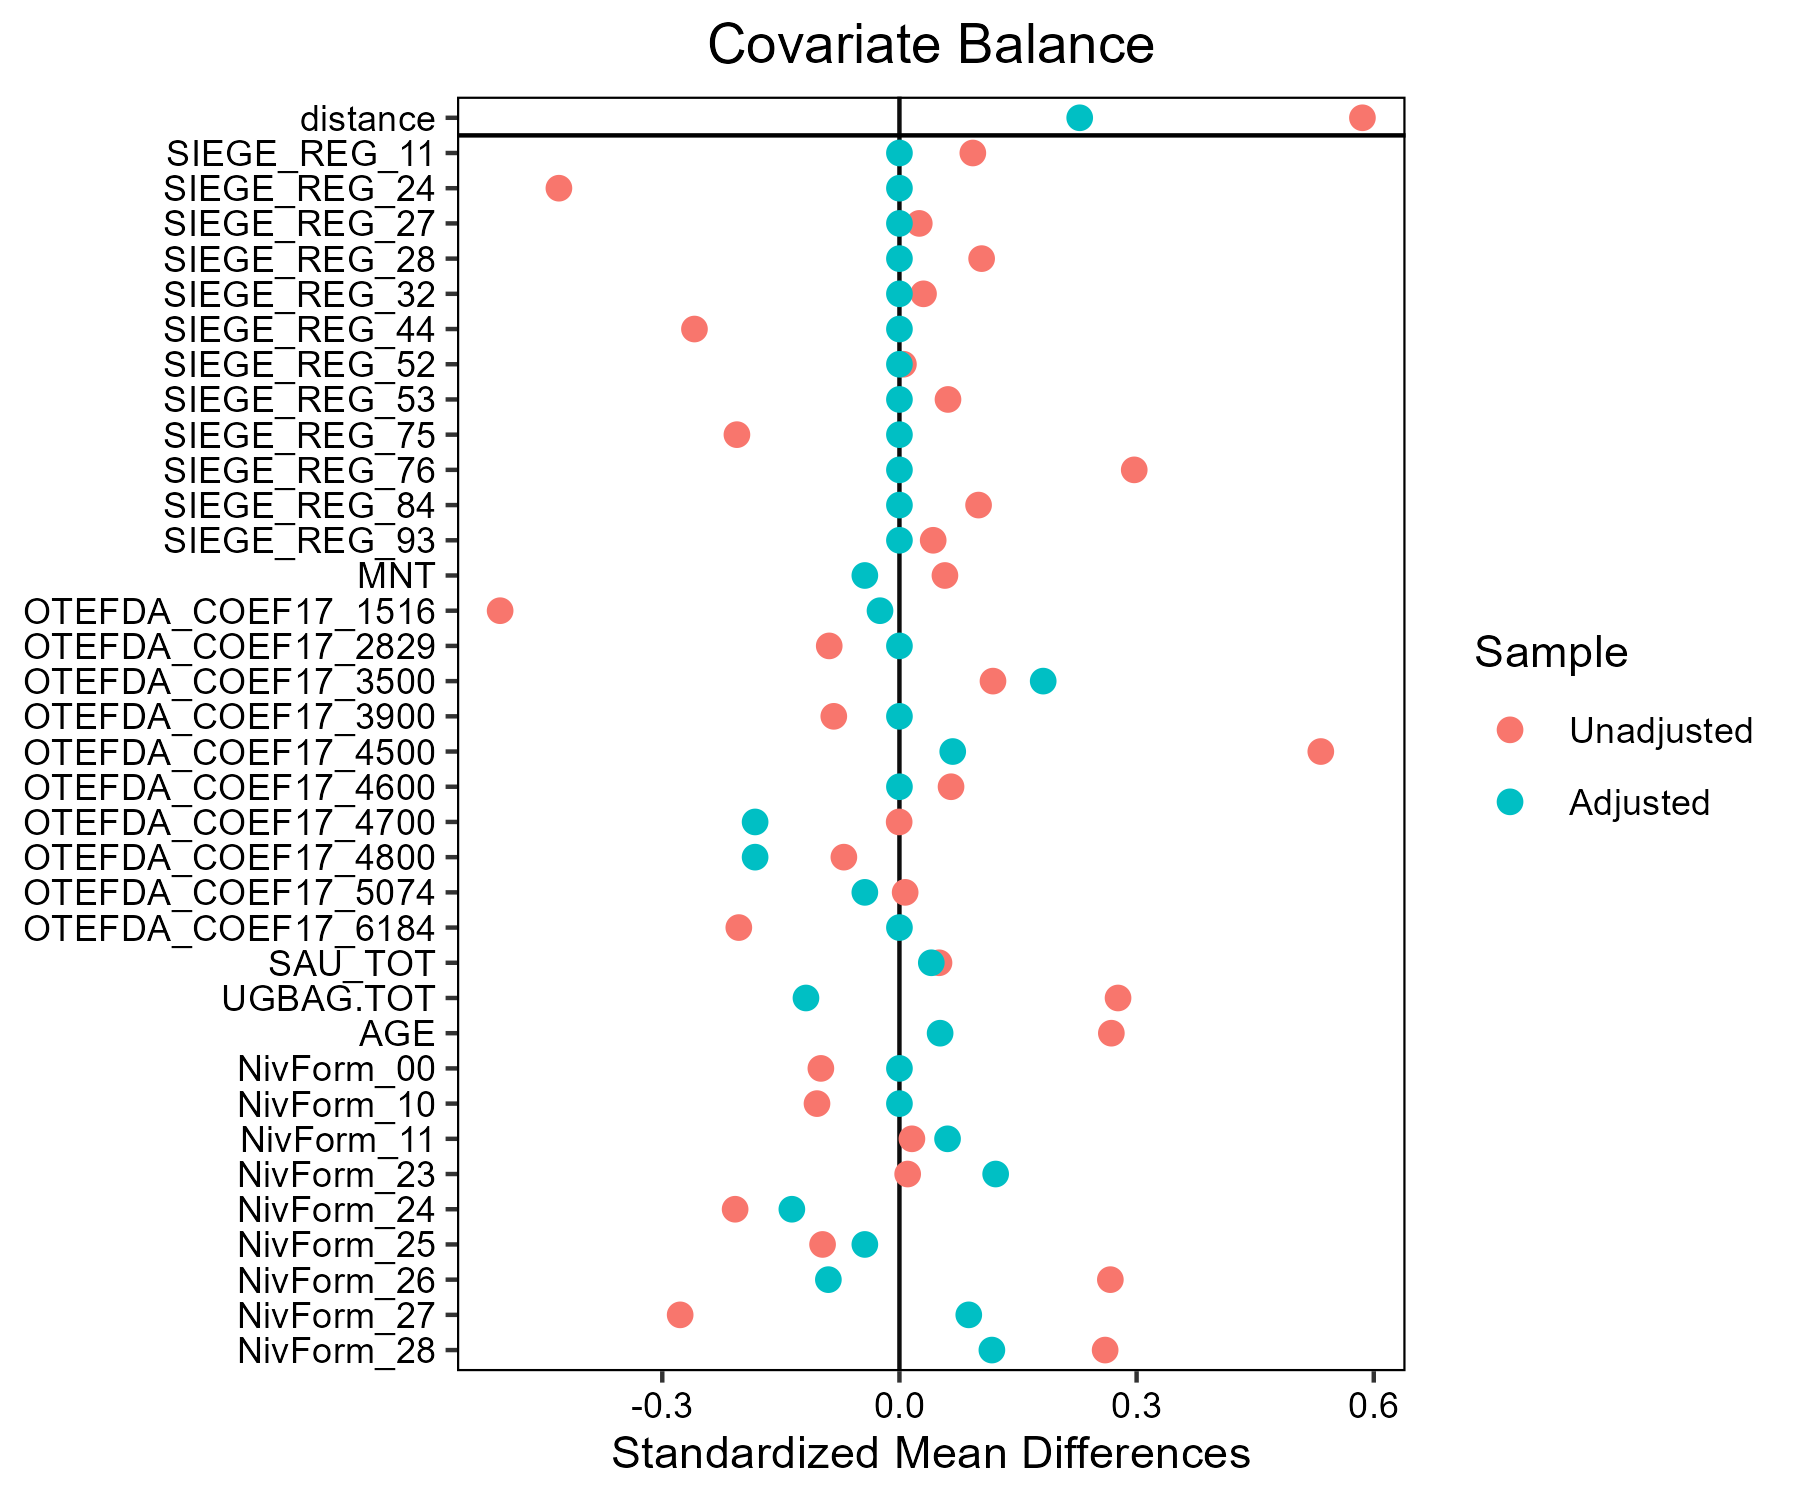 Covariate Balance
distance
SIEGE_REG_11
SIEGE_REG_24
SIEGE_REG_27
SIEGE_REG_28
SIEGE_REG_32
SIEGE_REG_44
SIEGE_REG_52
SIEGE_REG_53
SIEGE_REG_75
SIEGE_REG_76
SIEGE_REG_84
SIEGE_REG_93
MNT
OTEFDA_COEF17_1516
OTEFDA_COEF17_2829
OTEFDA_COEF17_3500
OTEFDA_COEF17_3900
OTEFDA_COEF17_4500
OTEFDA_COEF17_4600
OTEFDA_COEF17_4700
OTEFDA_COEF17_4800
OTEFDA_COEF17_5074
OTEFDA_COEF17_6184
SAU_TOT
UGBAG.TOT
AGE
NivForm_00
NivForm_10
NivForm_11
NivForm_23
NivForm_24
NivForm_25
NivForm_26
NivForm_27
NivForm_28
-0.3 0.0 0.3 0.6
Standardized Mean Differences
Sample
Unadjusted
Adjusted